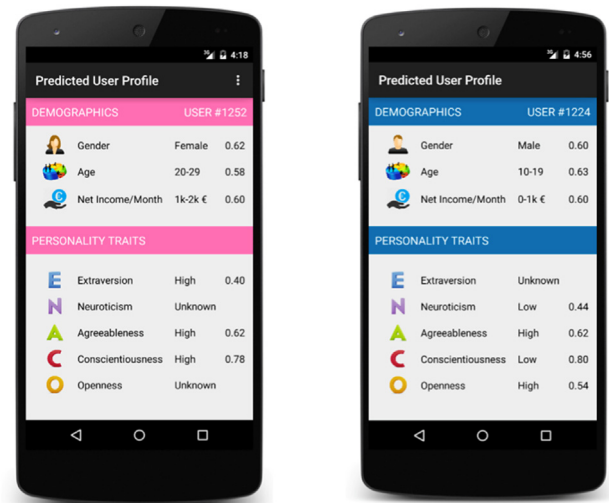 3G 4:18
Predicted User Profile
DEMOGRAPHICS USER #1252
Gender Female 0.62
Age 20-29 0.58
€ Net Income/Month 1k-2k € 0.60
PERSONALITY TRAITS
E Extraversion High 0.40
N Neuroticism Unknown
A Agreeableness High 0.62
C Conscientiousness High 0.78
O Openness Unknown
3G 4:56
Predicted User Profile
DEMOGRAPHICS USER #1224
Gender Male 0.60
Age 10-19 0.63
€ Net Income/Month 0-1k € 0.60
PERSONALITY TRAITS
E Extraversion Unknown
N Neuroticism Low 0.44
A Agreeableness High 0.62
C Conscientiousness Low 0.80
O Openness High 0.54